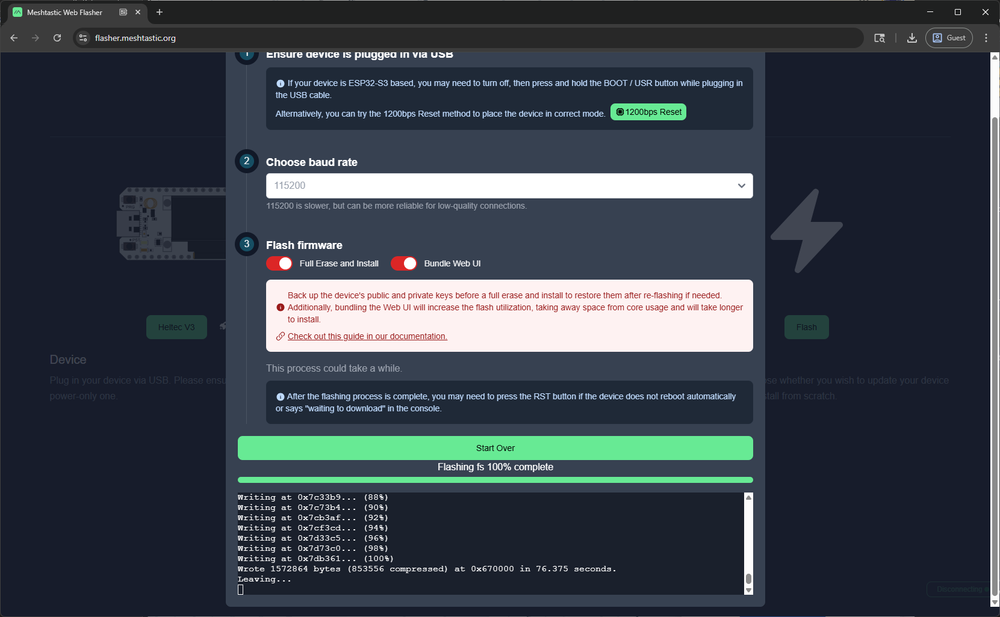 Meshtastic Web Flasher
flasher.meshtastic.org
Guest
1
Ensure device is plugged in via USB
If your device is ESP32-S3 based, you may need to turn off, then press and hold the BOOT / USR button while plugging in
the USB cable.
Alternatively, you can try the 1200bps Reset method to place the device in correct mode.
1200bps Reset
2
Choose baud rate
115200
115200 is slower, but can be more reliable for low-quality connections.
3
Flash firmware
Full Erase and Install
Bundle Web UI
Back up the device's public and private keys before a full erase and install to restore them after re-flashing if needed.
Additionally, bundling the Web UI will increase the flash utilization, taking away space from core usage and will take longer
to install.
Check out this guide in our documentation.
This process could take a while.
After the flashing process is complete, you may need to press the RST button if the device does not reboot automatically
or says "waiting to download" in the console.
Start Over
Flashing fs 100% complete
Writing at 0x7c33b9... (88%)
Writing at 0x7c73b4... (90%)
Writing at 0x7cb3af... (92%)
Writing at 0x7cf3cd... (94%)
Writing at 0x7d33c5... (96%)
Writing at 0x7d73c0... (98%)
Writing at 0x7db361... (100%)
Wrote 1572864 bytes (853556 compressed) at 0x670000 in 76.375 seconds.
Leaving...
PRG
Heltec V3
Device
Plug in your device via USB. Please ensu
power-only one.
Flash
ose whether you wish to update your device
stall from scratch.
Disconnecting